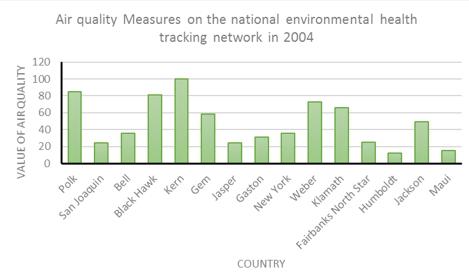 Air quality Measures on the national environmental health
tracking network in 2004
VALUE OF AIR QUALITY
120
100
80
60
40
20
0
Polk
San Joaquin
Bell
Black Hawk
Kern
Gem
Jasper
Gaston
New York
Weber
Klamath
Fairbanks North Star
Humboldt
Jackson
Maui
COUNTRY